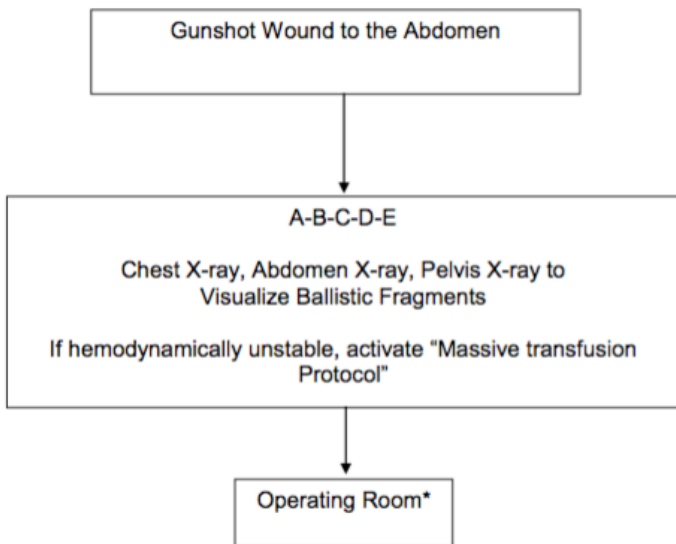 Gunshot Wound to the Abdomen
A-B-C-D-E
Chest X-ray, Abdomen X-ray, Pelvis X-ray to
Visualize Ballistic Fragments
If hemodynamically unstable, activate “Massive transfusion
Protocol”
Operating Room*